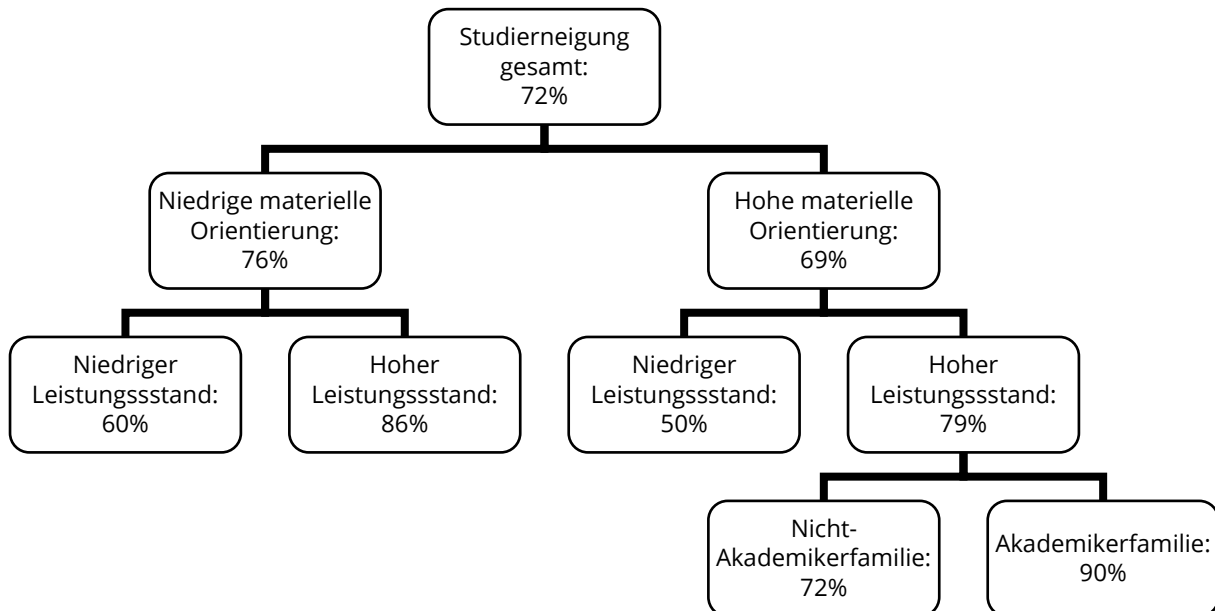 Studierneigung
gesamt:
72%
Niedrige materielle
Orientierung:
76%
Hohe materielle
Orientierung:
69%
Niedriger
Leistungssstand:
60%
Hoher
Leistungssstand:
86%
Niedriger
Leistungssstand:
50%
Hoher
Leistungssstand:
79%
Nicht-
Akademikerfamilie:
72%
Akademikerfamilie:
90%